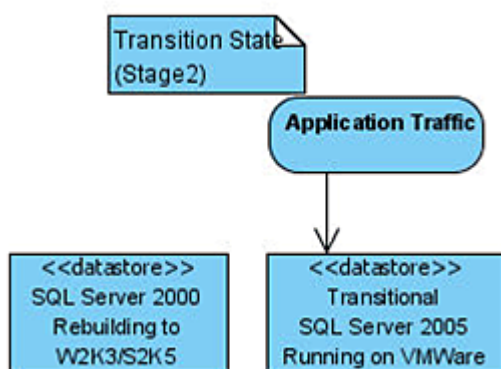 Transition State
(Stage2)
Application Traffic
<<datastore>>
SQL Server 2000
Rebuilding to
W2K3/S2K5
<<datastore>>
Transitional
SQL Server 2005
Running on VMWare